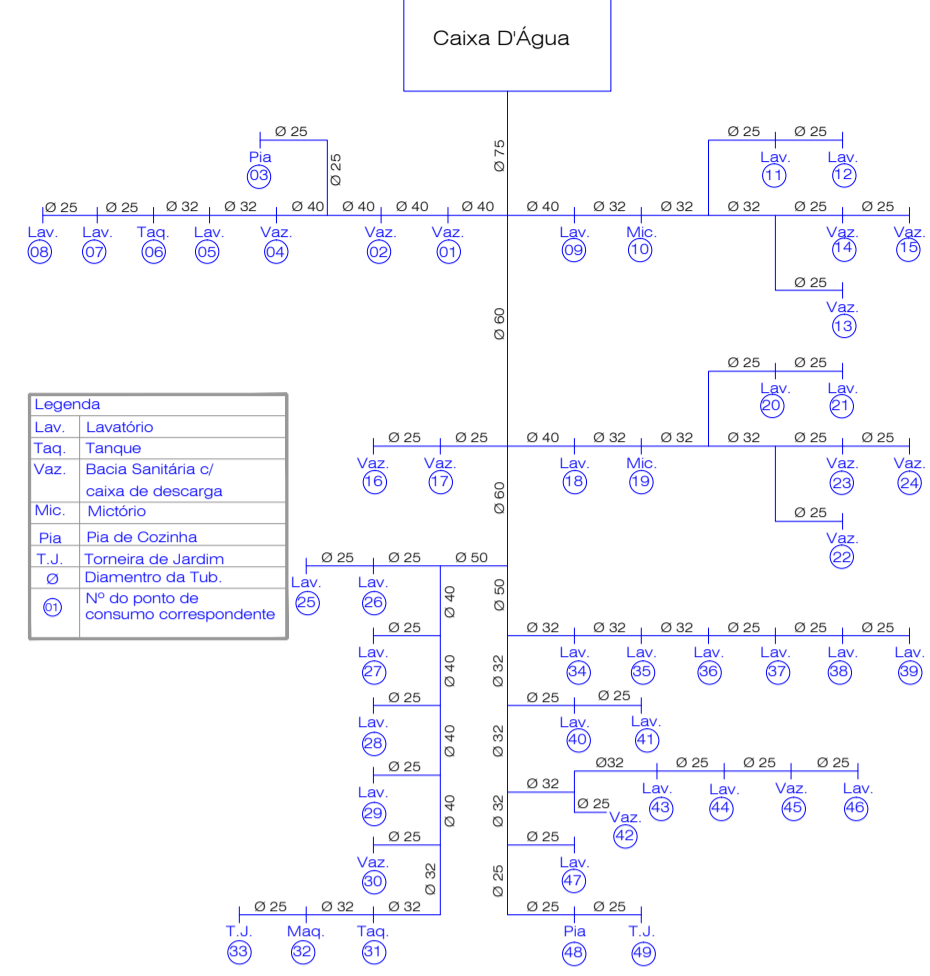 Caixa D'Água
Ø 75
Ø 25
Pia
03
Ø 25
Ø 25 Ø 25
Lav. Lav.
11 12
Ø 25 Ø 25 Ø 32 Ø 32 Ø 40 Ø 40 Ø 40 Ø 40 Ø 40 Ø 32 Ø 32 Ø 32 Ø 25 Ø 25
Lav. Lav. Taq. Lav. Vaz. Vaz. Vaz. Lav. Mic. Vaz. Vaz.
08 07 06 05 04 02 01 09 10 14 15
Ø 25
Vaz.
13
Ø 60
Ø 25 Ø 25
Lav. Lav.
20 21
Ø 25 Ø 25 Ø 40 Ø 32 Ø 32 Ø 32 Ø 25 Ø 25
Vaz. Vaz. Lav. Mic. Vaz. Vaz.
16 17 18 19 23 24
Ø 60
Ø 25
Vaz.
22
Legenda
Lav. Lavatório
Taq. Tanque
Vaz. Bacia Sanitária c/
caixa de descarga
Mic. Mictório
Pia Pia de Cozinha
T.J. Torneira de Jardim
Ø Diamentro da Tub.
01 Nº do ponto de
consumo correspondente
Ø 25 Ø 25 Ø 50
Lav. Lav.
25 26
Ø 40
Ø 50
Ø 25
Lav.
27
Ø 40
Ø 25
Lav.
28
Ø 40
Ø 25
Lav.
29
Ø 40
Ø 25
Vaz.
30
Ø 32
Ø 25 Ø 32 Ø 32
T.J. Maq. Taq.
33 32 31
Ø 32 Ø 32 Ø 32 Ø 25 Ø 25 Ø 25
Lav. Lav. Lav. Lav. Lav. Lav.
34 35 36 37 38 39
Ø 32
Ø 25 Ø 25
Lav. Lav.
40 41
Ø 32
Ø32 Ø 25 Ø 25 Ø 25
Lav. Lav. Vaz. Lav.
43 44 45 46
Ø 32
Ø 25
Vaz.
42
Ø 32
Ø 25
Lav.
47
Ø 25
Ø 25 Ø 25
Pia T.J.
48 49